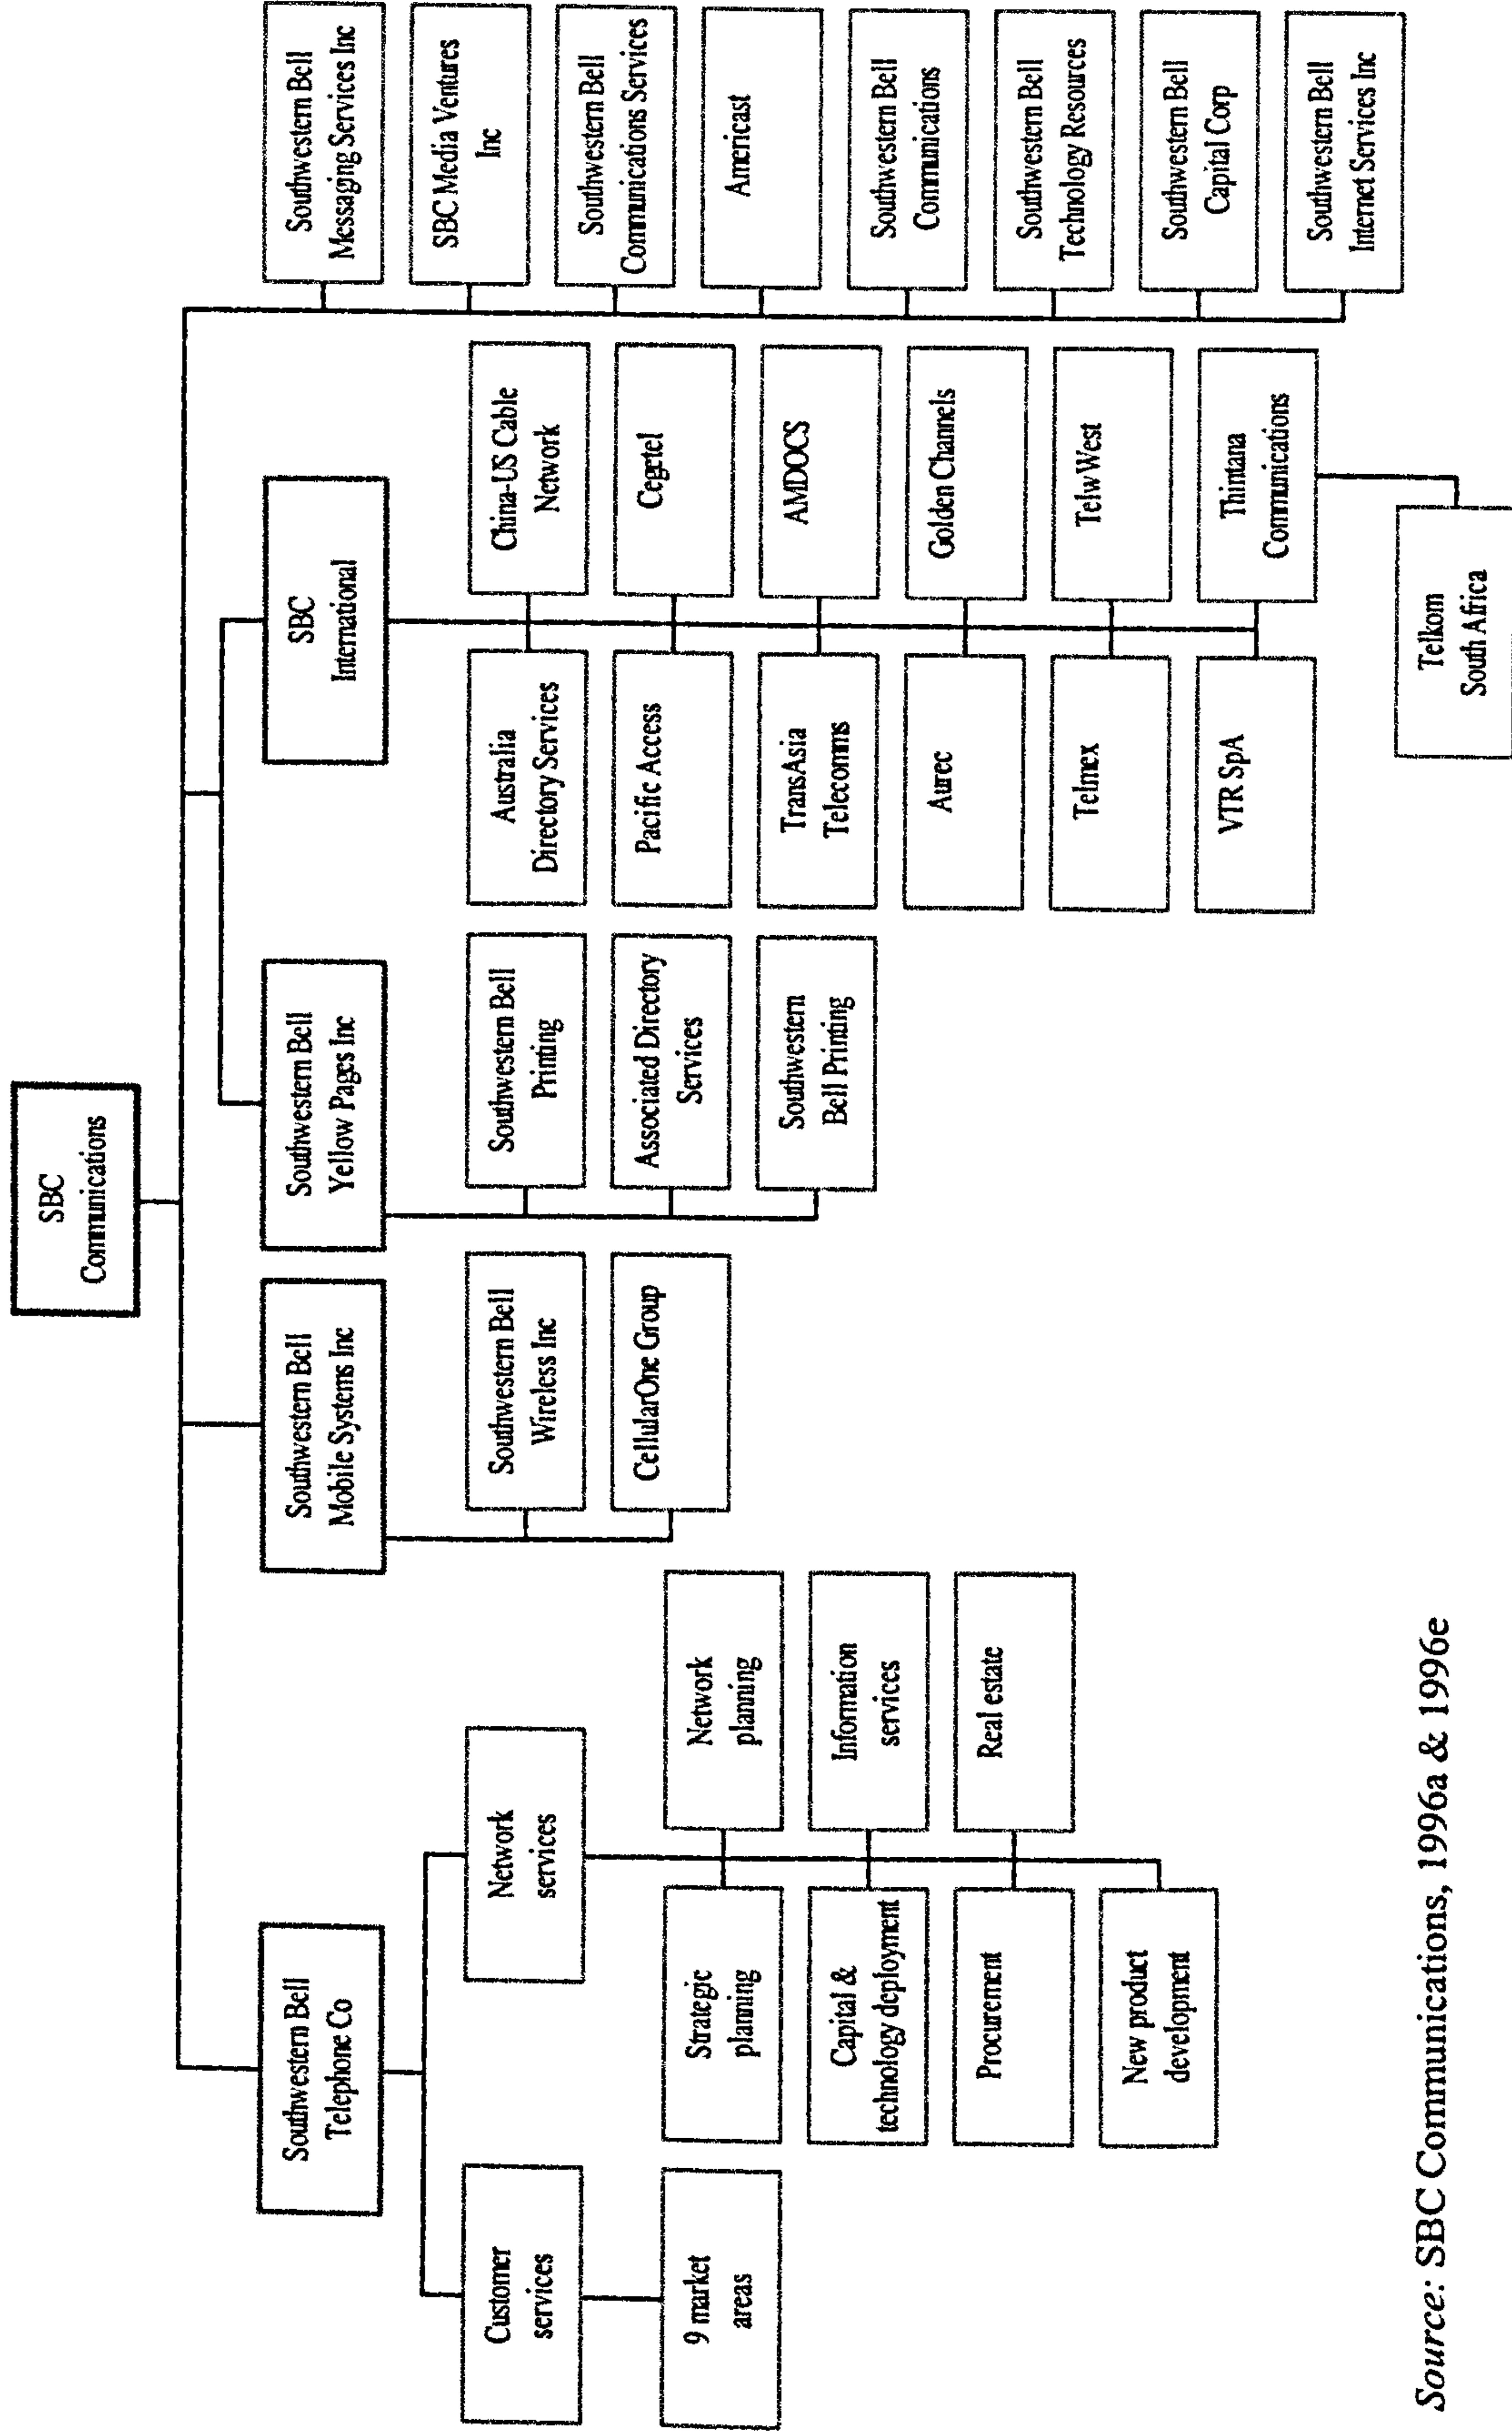 SBC
Communications
Southwestern Bell
Telephone Co
Southwestern Bell
Mobile Systems Inc
Southwestern Bell
Yellow Pages Inc
SBC
International
Southwestern Bell
Messaging Services Inc
SBC Media Ventures
Inc
Southwestern Bell
Communications Services
Americast
Southwestern Bell
Communications
Southwestern Bell
Technology Resources
Southwestern Bell
Capital Corp
Southwestern Bell
Internet Services Inc
Customer
services
9 market
areas
Network
services
Strategic
planning
Network
planning
Capital &
technology deployment
Information
services
Procurement
Real estate
New product
development
Southwestern Bell
Wireless Inc
CellularOne Group
Southwestern Bell
Printing
Associated Directory
Services
Southwestern
Bell Printing
Australia
Directory Services
China-US Cable
Network
Pacific Access
Cegetel
TransAsia
Telecomms
AMDOCS
Aurec
Golden Channels
Telmex
TelwWest
VTR SpA
Thintana
Communications
Telkom
South Africa
Source: SBC Communications, 1996a & 1996e